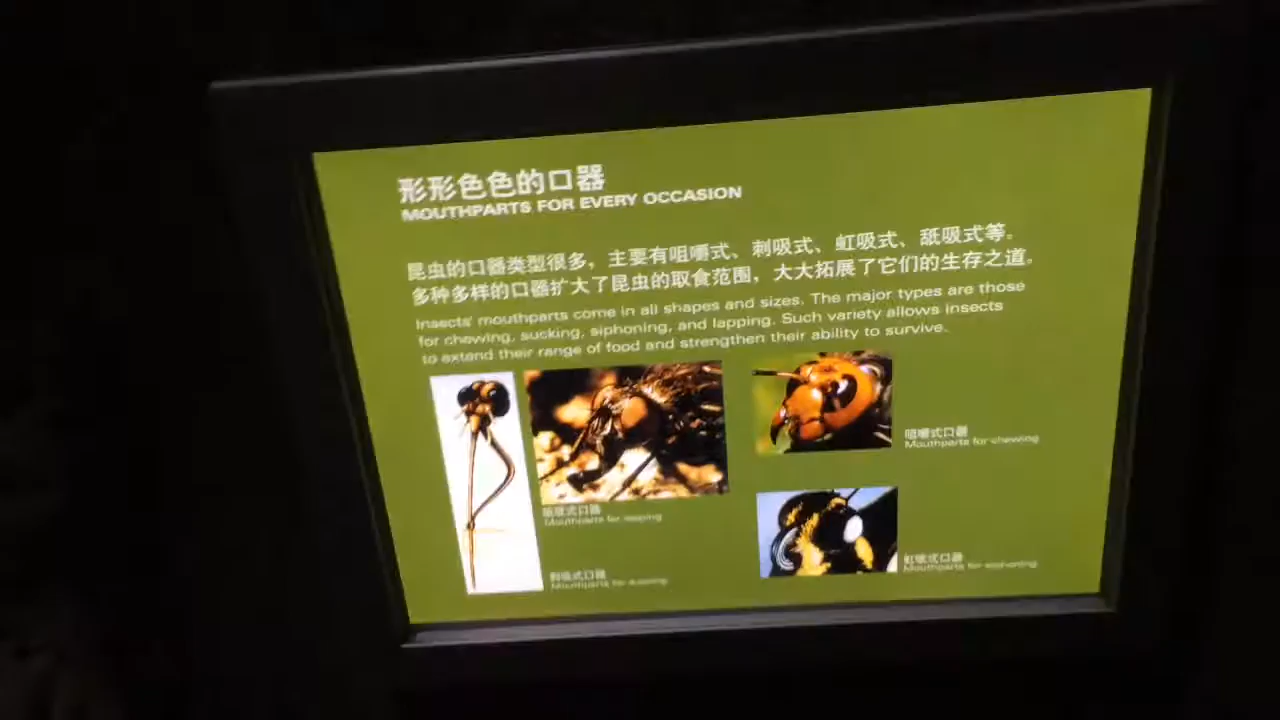 形形色色的口器
MOUTHPARTS FOR EVERY OCCASION
昆虫的口器类型很多，主要有咀嚼式、刺吸式、虹吸式、舐吸式等。
多种多样的口器扩大了昆虫的取食范围，大大拓展了它们的生存之道。
Insects' mouthparts come in all shapes and sizes. The major types are those
for chewing, sucking, siphoning, and lapping. Such variety allows insects
to extend their range of food and strengthen their ability to survive.
咀嚼式口器
Mouthparts for chewing
舐吸式口器
Mouthparts for lapping
虹吸式口器
Mouthparts for siphoning
刺吸式口器
Mouthparts for sucking